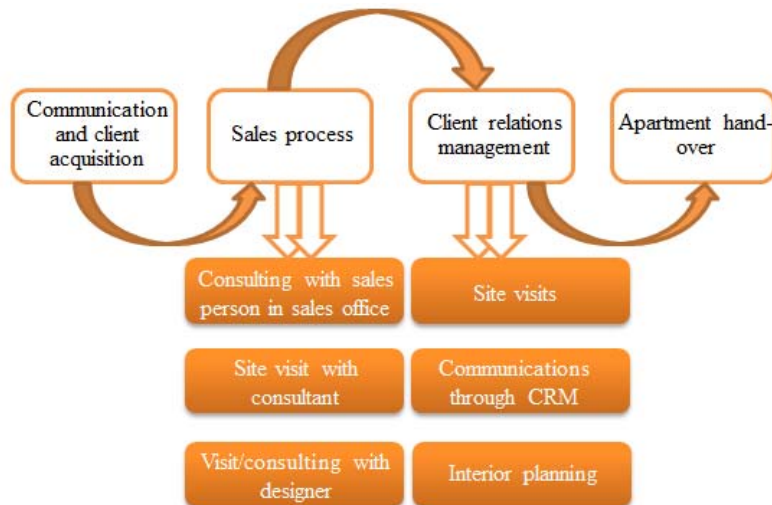 Communication
and client
acquisition
Sales process
Client relations
management
Apartment hand-
over
Consulting with sales
person in sales office
Site visits
Site visit with
consultant
Communications
through CRM
Visit/consulting with
designer
Interior planning